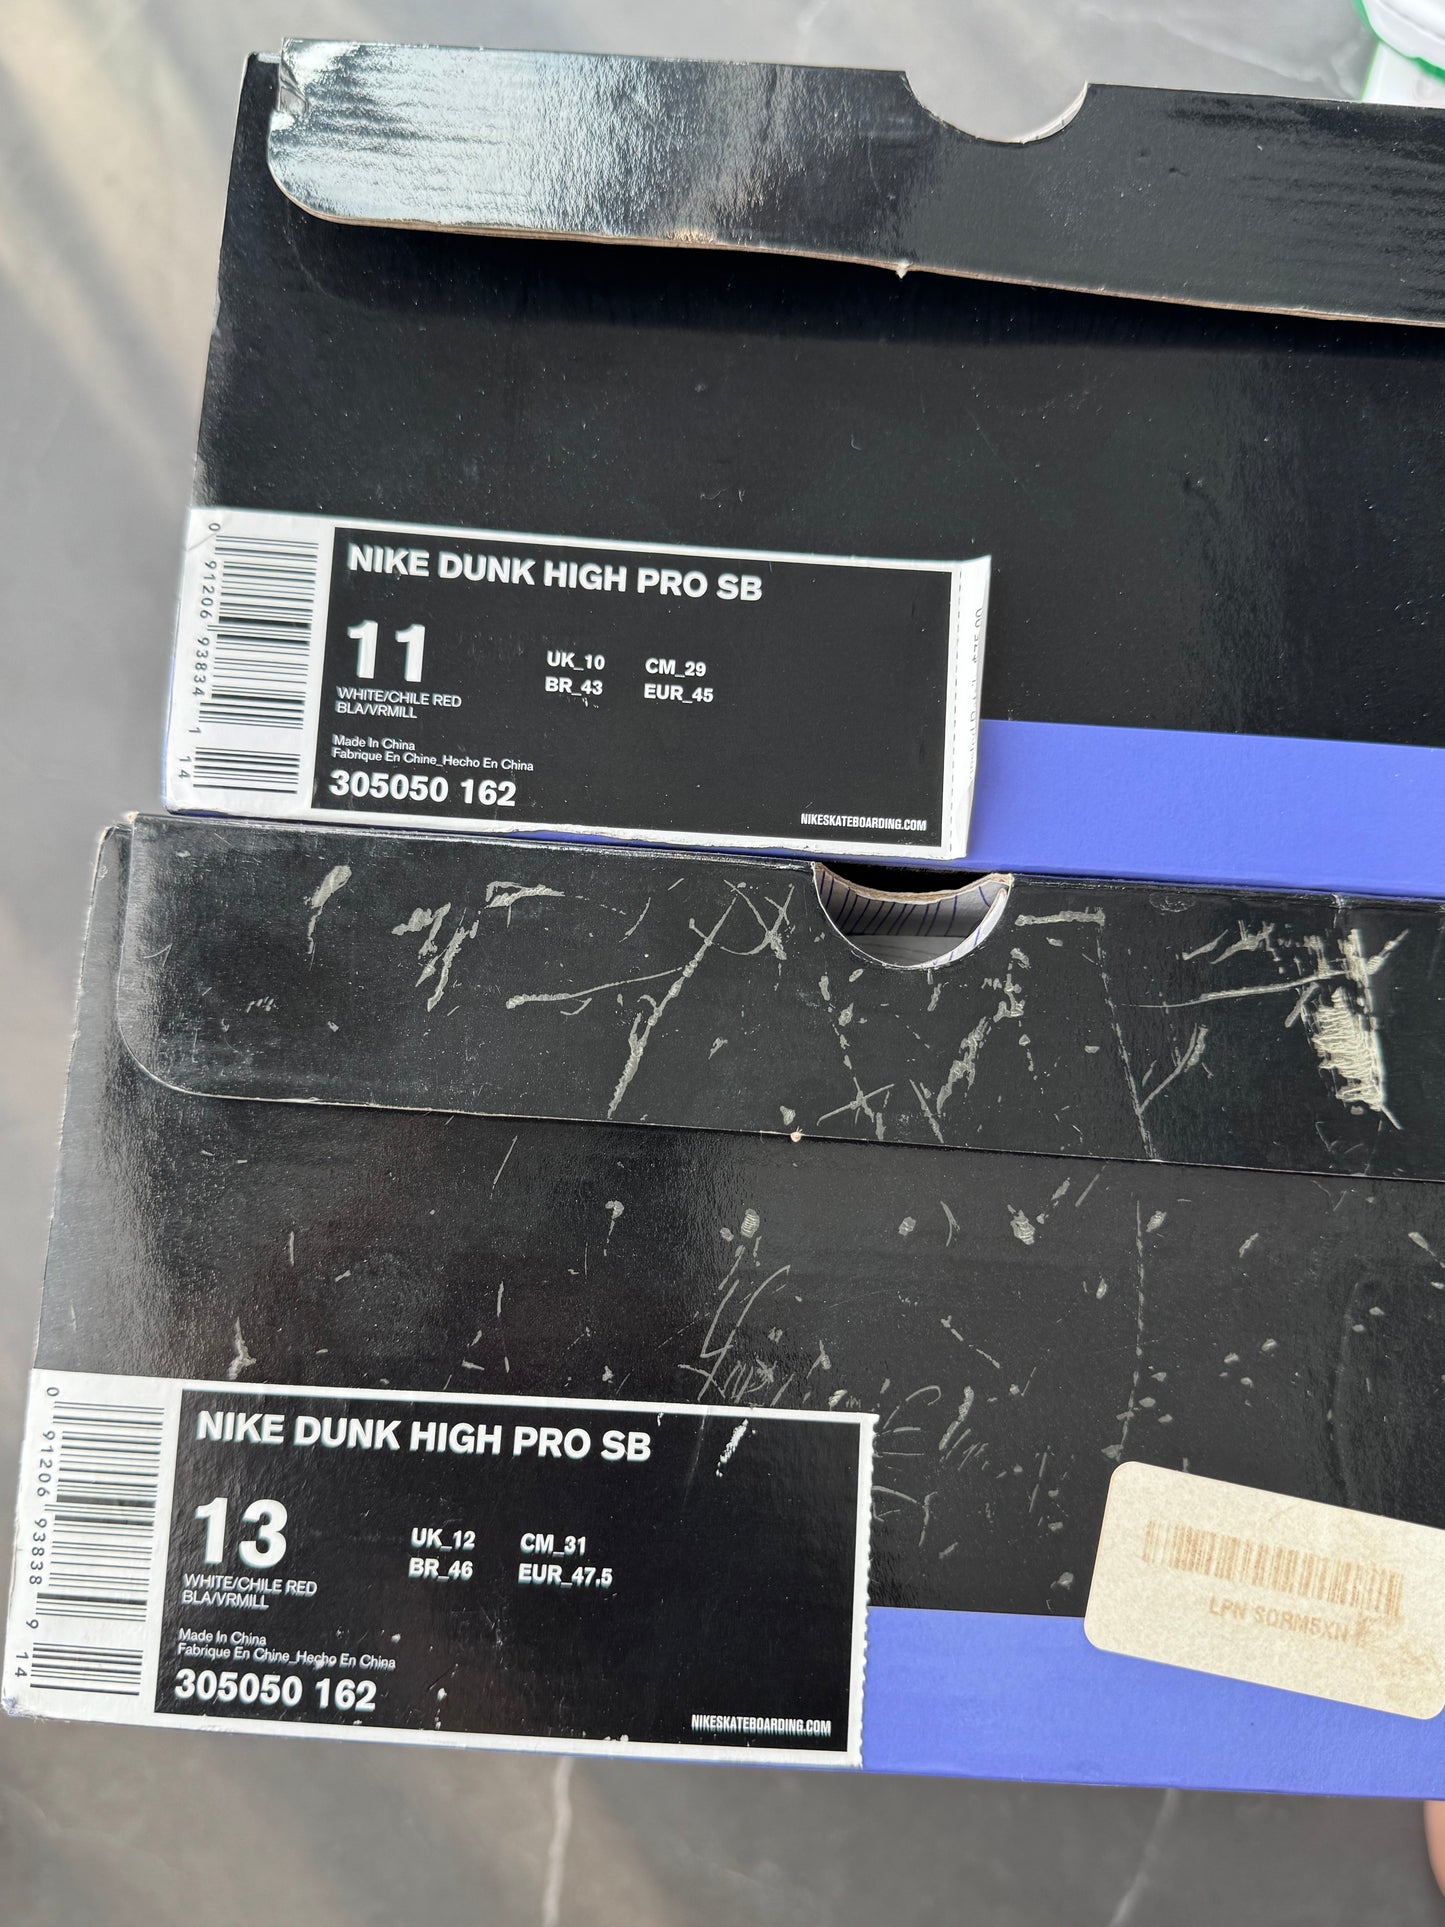 0 91206 93834 1 14
NIKE DUNK HIGH PRO SB
11
UK_10 CM_29
BR_43 EUR_45
WHITE/CHILE RED
BLA/VRMILL
Made In China
Fabrique En Chine_Hecho En China
305050 162
NIKESKATEBOARDING.COM
0 91206 93838 9 14
NIKE DUNK HIGH PRO SB
13
UK_12 CM_31
BR_46 EUR_47,5
WHITE/CHILE RED
BLA/VRMILL
Made In China
Fabrique En Chine_Hecho En China
305050 162
NIKESKATEBOARDING.COM
LPN